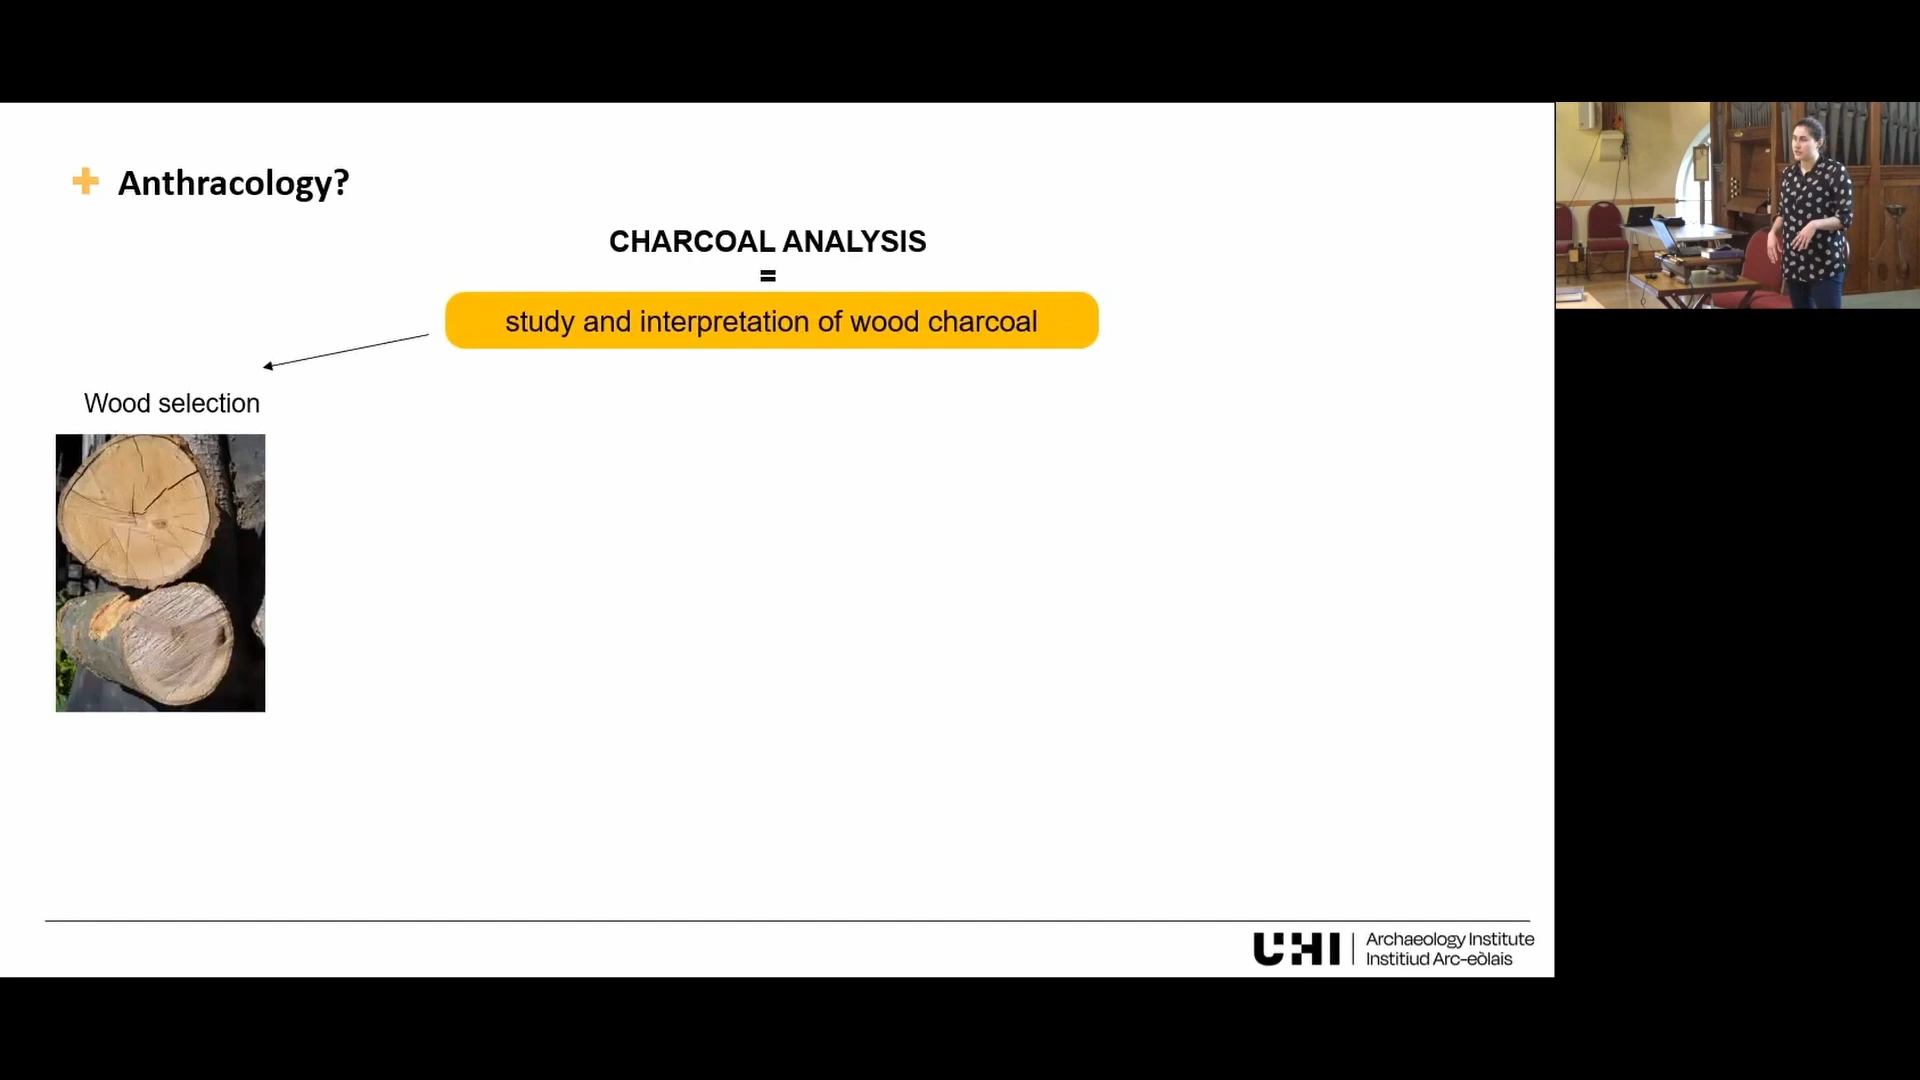 Anthracology?
CHARCOAL ANALYSIS
=
study and interpretation of wood charcoal
Wood selection
UHI
Archaeology Institute
Institiud Arc-eòlais